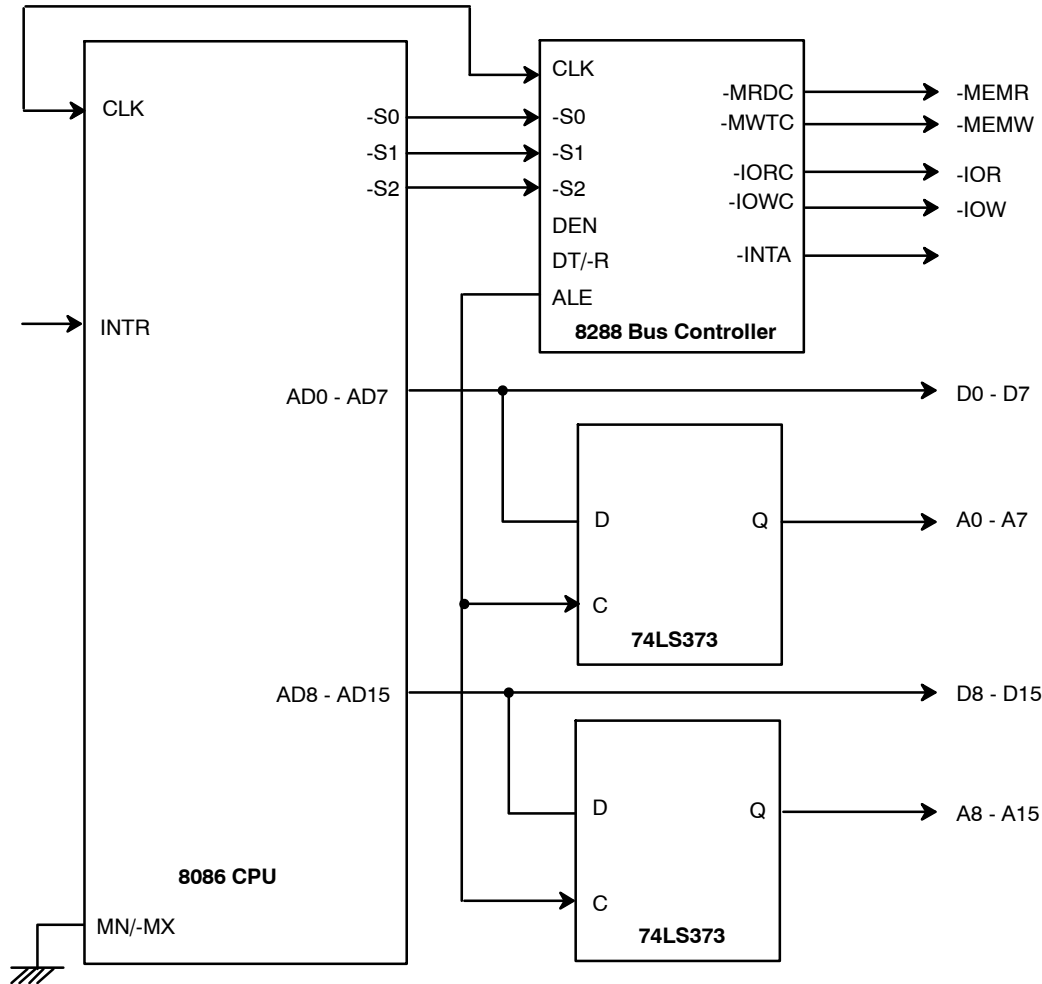 CLK
-S0
-S1
-S2
INTR
AD0 - AD7
AD8 - AD15
8086 CPU
MN/-MX
CLK
-S0
-S1
-S2
DEN
DT/-R
ALE
-MRDC
-MWTC
-IORC
-IOWC
-INTA
8288 Bus Controller
-MEMR
-MEMW
-IOR
-IOW
D0 - D7
D
Q
C
74LS373
A0 - A7
D8 - D15
D
Q
C
74LS373
A8 - A15